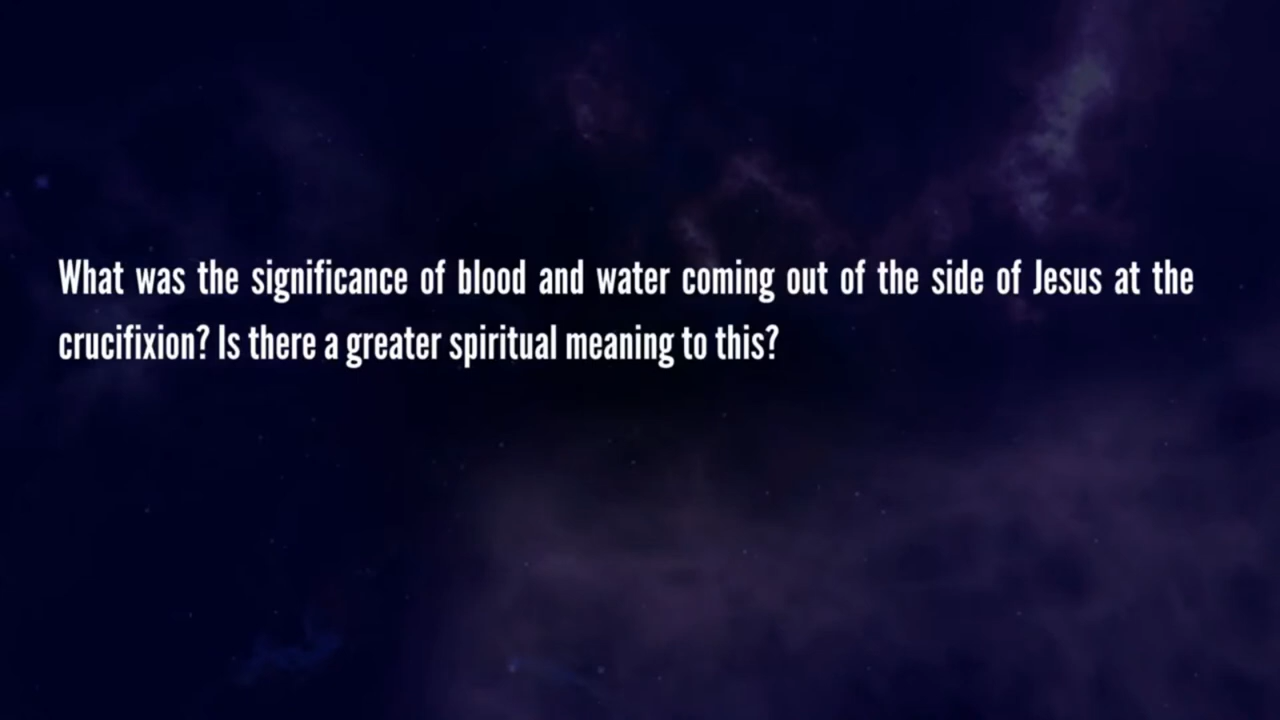 What was the significance of blood and water coming out of the side of Jesus at the
crucifixion? Is there a greater spiritual meaning to this?